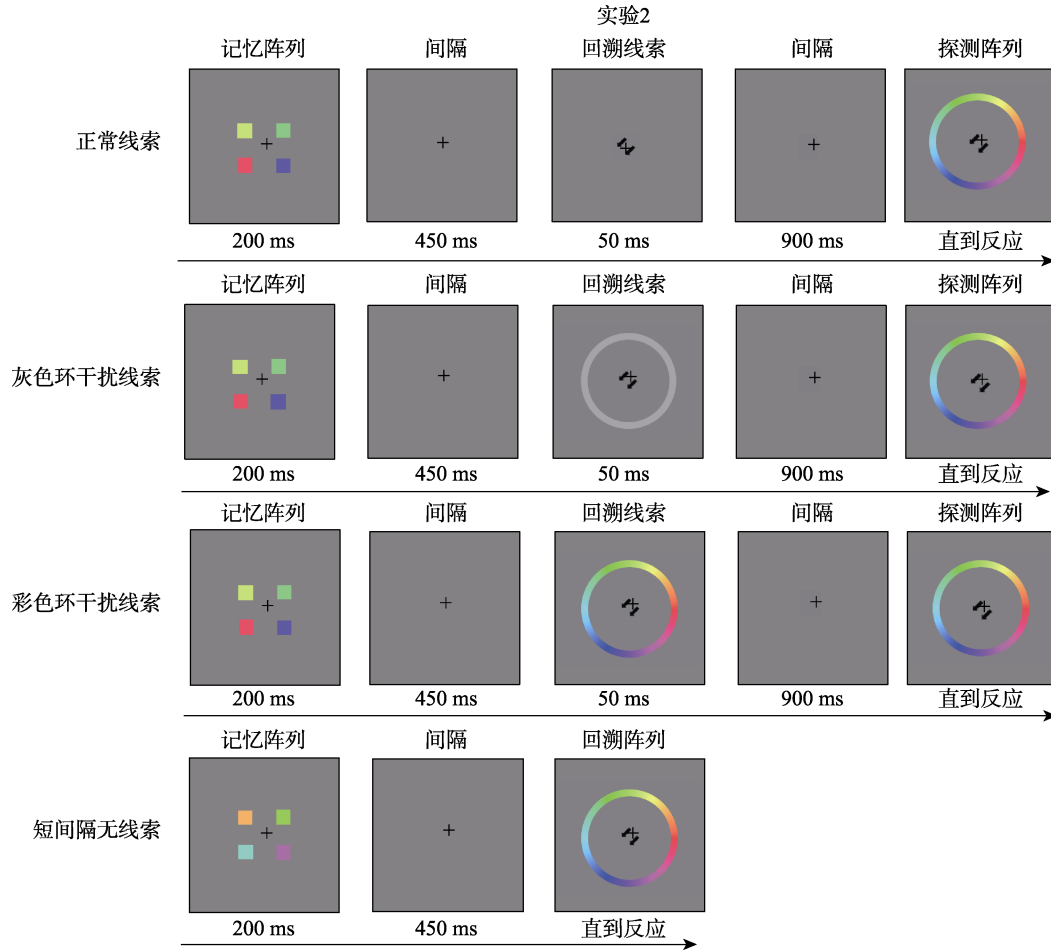 实验2
记忆阵列 间隔 回溯线索 间隔 探测阵列
正常线索
200 ms 450 ms 50 ms 900 ms 直到反应
记忆阵列 间隔 回溯线索 间隔 探测阵列
灰色环干扰线索
200 ms 450 ms 50 ms 900 ms 直到反应
记忆阵列 间隔 回溯线索 间隔 探测阵列
彩色环干扰线索
200 ms 450 ms 50 ms 900 ms 直到反应
记忆阵列 间隔 回溯阵列
短间隔无线索
200 ms 450 ms 直到反应